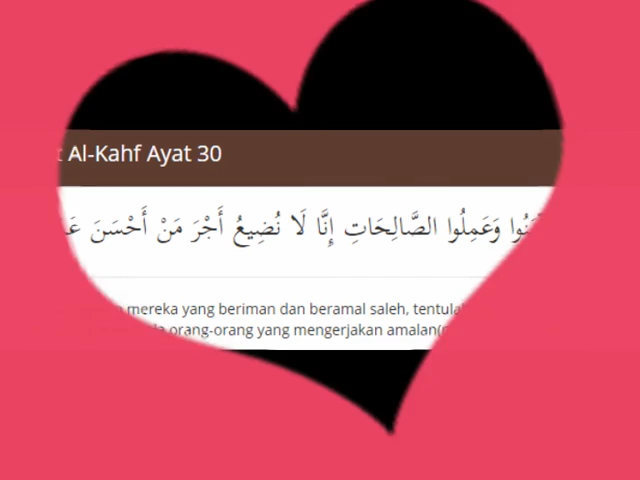 Al-Kahf Ayat 30
وَعَمِلُوا الصَّالِحَاتِ إِنَّا لَا نُضِيعُ أَجْرَ مَنْ أَحْسَنَ
mereka yang beriman dan beramal saleh,
orang-orang yang mengerjakan